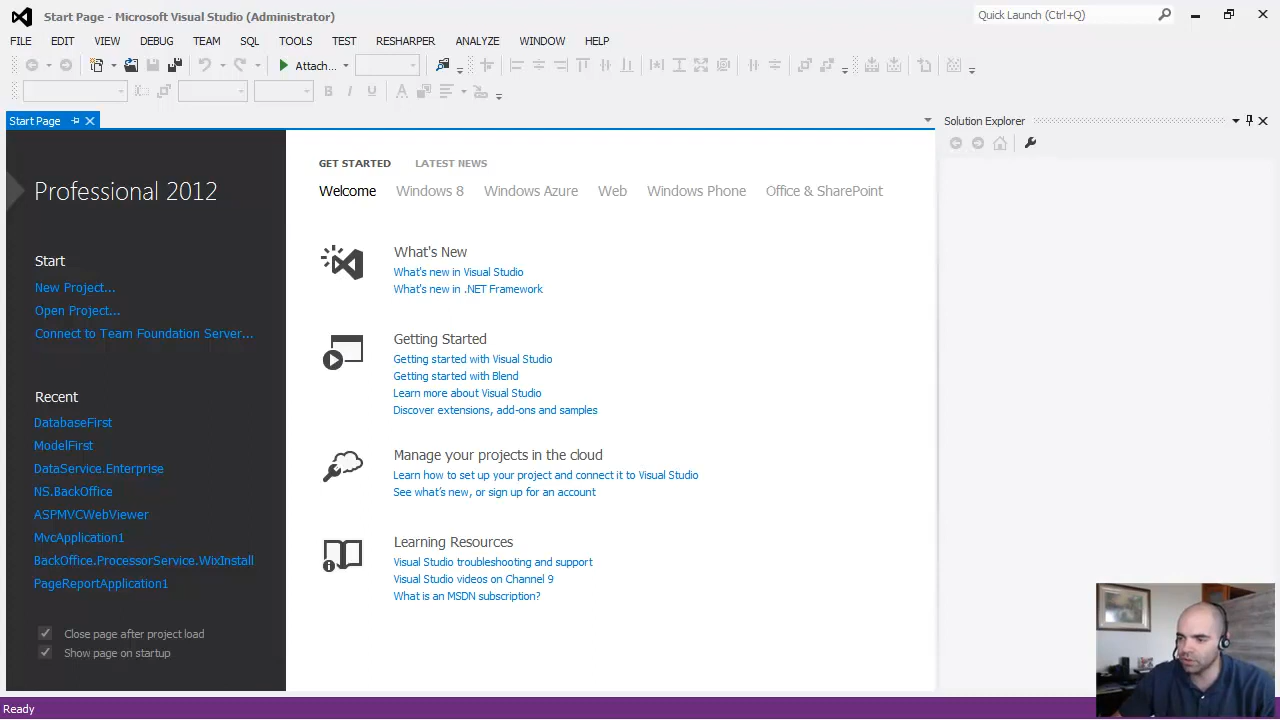 Start Page - Microsoft Visual Studio (Administrator)
Quick Launch (Ctrl+Q)
FILE EDIT VIEW DEBUG TEAM SQL TOOLS TEST RESHARPER ANALYZE WINDOW HELP
Attach...
Start Page
Solution Explorer
Professional 2012
Start
New Project...
Open Project...
Connect to Team Foundation Server...
Recent
DatabaseFirst
ModelFirst
DataService.Enterprise
NS.BackOffice
ASPMVCWebViewer
MvcApplication1
BackOffice.ProcessorService.WixInstall
PageReportApplication1
Close page after project load
Show page on startup
GET STARTED LATEST NEWS
Welcome Windows 8 Windows Azure Web Windows Phone Office & SharePoint
What's New
What's new in Visual Studio
What's new in .NET Framework
Getting Started
Getting started with Visual Studio
Getting started with Blend
Learn more about Visual Studio
Discover extensions, add-ons and samples
Manage your projects in the cloud
Learn how to set up your project and connect it to Visual Studio
See what's new, or sign up for an account
Learning Resources
Visual Studio troubleshooting and support
Visual Studio videos on Channel 9
What is an MSDN subscription?
Ready